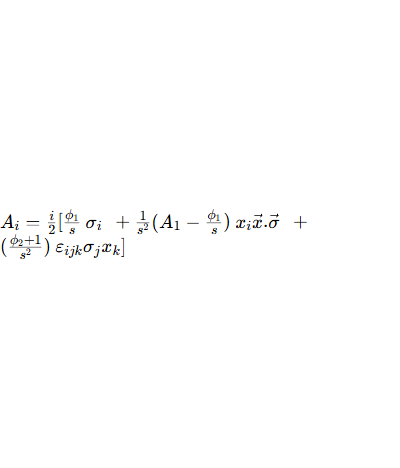 $A_i = \frac{i}{2}[\frac{\phi_1}{s}\,\sigma_i\ + \frac{1}{s^2}(A_1 - \frac{\phi_1}{s})\,x_i\vec{x}.\vec{\sigma}\ +$
$(\frac{\phi_2+1}{s^2})\,\varepsilon_{ijk}\sigma_j x_k]$